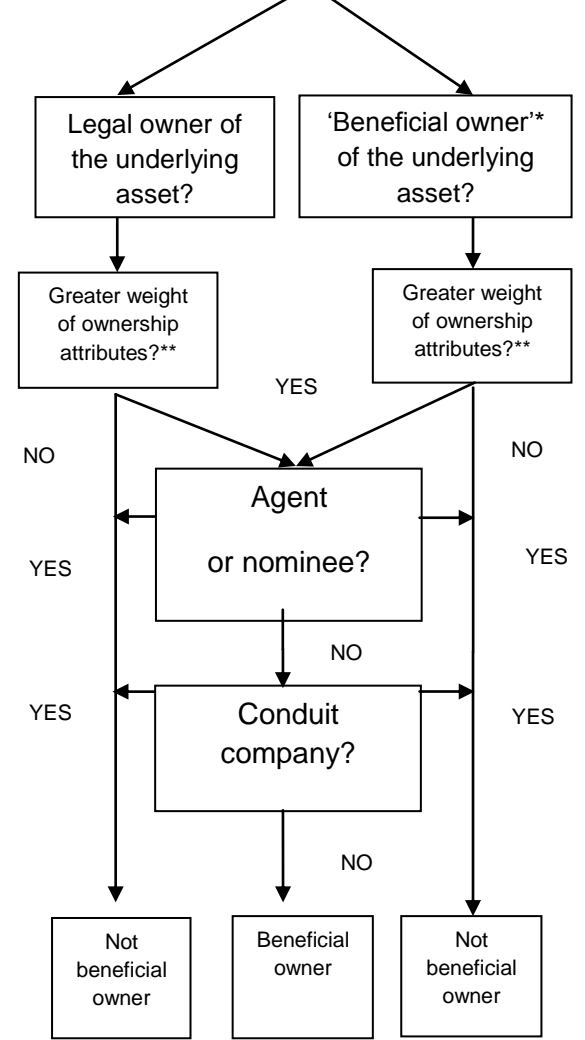 Legal owner of
the underlying
asset?
‘Beneficial owner’*
of the underlying
asset?
Greater weight
of ownership
attributes?**
Greater weight
of ownership
attributes?**
YES
NO
NO
Agent
or nominee?
YES
YES
NO
YES
Conduit
company?
YES
NO
Not
beneficial
owner
Beneficial
owner
Not
beneficial
owner